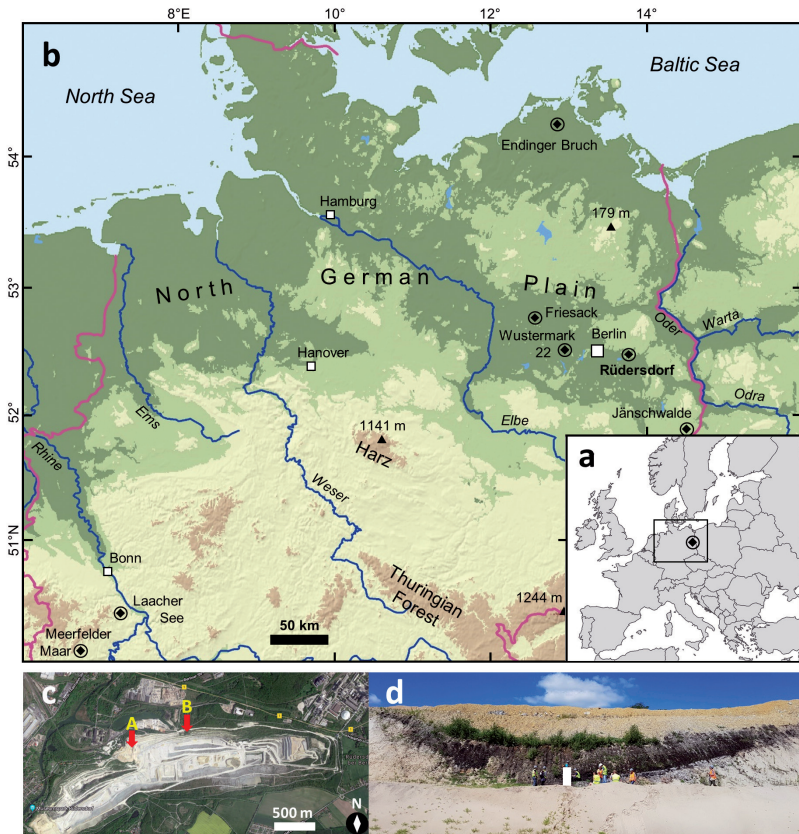 8°E
10°
12°
14°
b
North Sea
Baltic Sea
54°
Endinger Bruch
Hamburg
179 m
53°
North German Plain
Friesack
Wustermark
22
Berlin
Rüdersdorf
Oder
Warta
Hanover
Odra
52°
Ems
Elbe
Jänschwalde
1141 m
Harz
Rhine
Weser
a
51°N
Bonn
Thuringian
Forest
1244 m
Laacher
See
50 km
Meerfelder
Maar
c
A
B
500 m
N
d